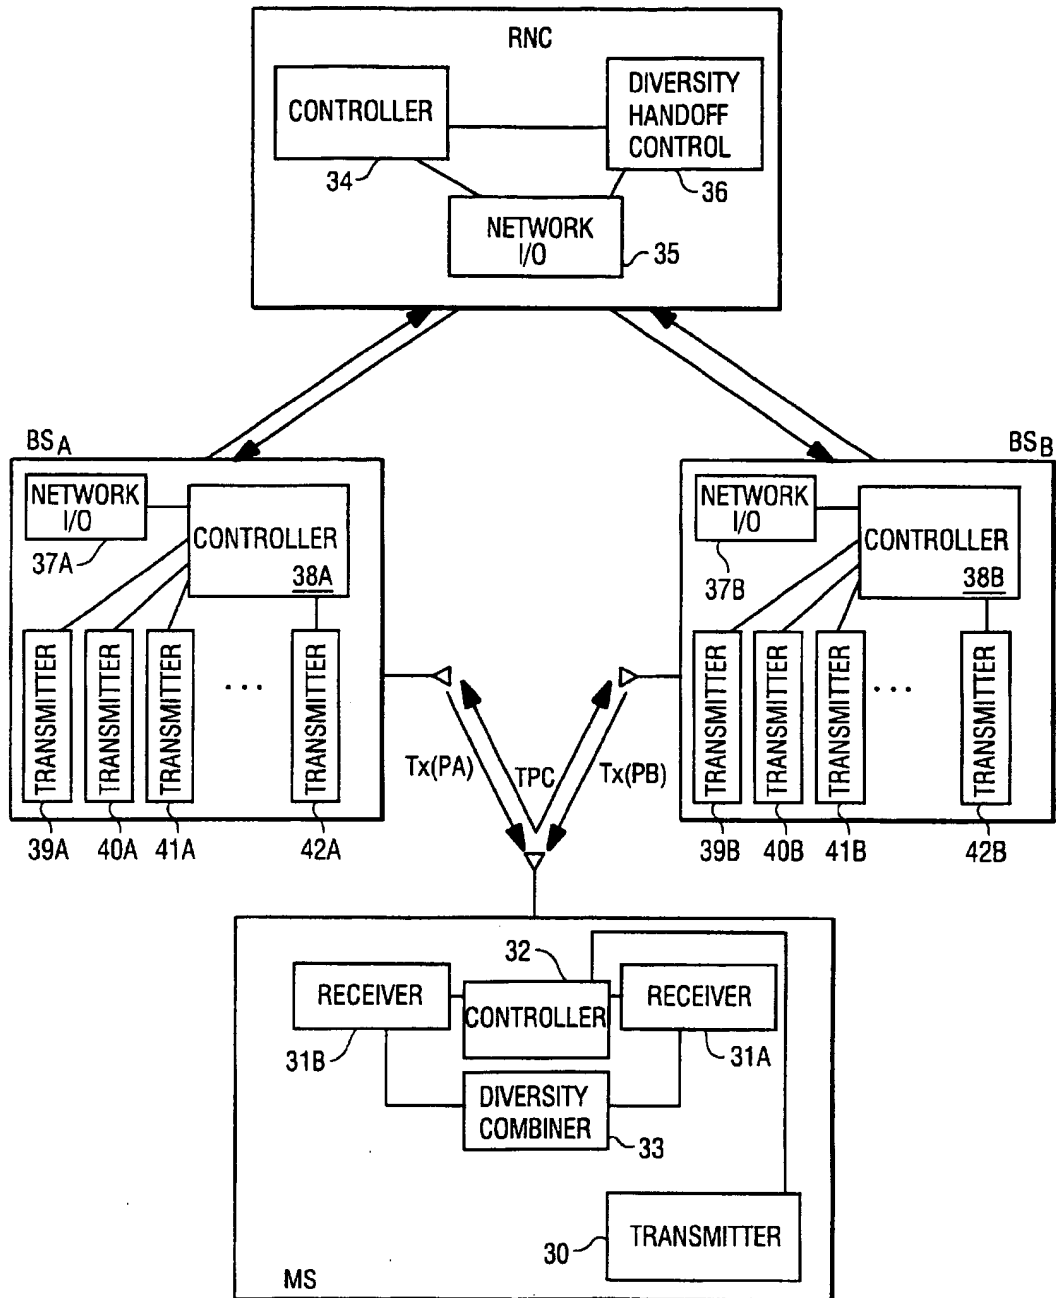 RNC
CONTROLLER
34
DIVERSITY
HANDOFF
CONTROL
36
NETWORK
I/O
35
BSA
NETWORK
I/O
37A
CONTROLLER
38A
TRANSMITTER
TRANSMITTER
TRANSMITTER
...
TRANSMITTER
39A
40A
41A
42A
BSB
NETWORK
I/O
37B
CONTROLLER
38B
TRANSMITTER
TRANSMITTER
TRANSMITTER
...
TRANSMITTER
39B
40B
41B
42B
Tx(PA)
TPC
Tx(PB)
32
RECEIVER
31B
CONTROLLER
RECEIVER
31A
DIVERSITY
COMBINER
33
30
TRANSMITTER
MS